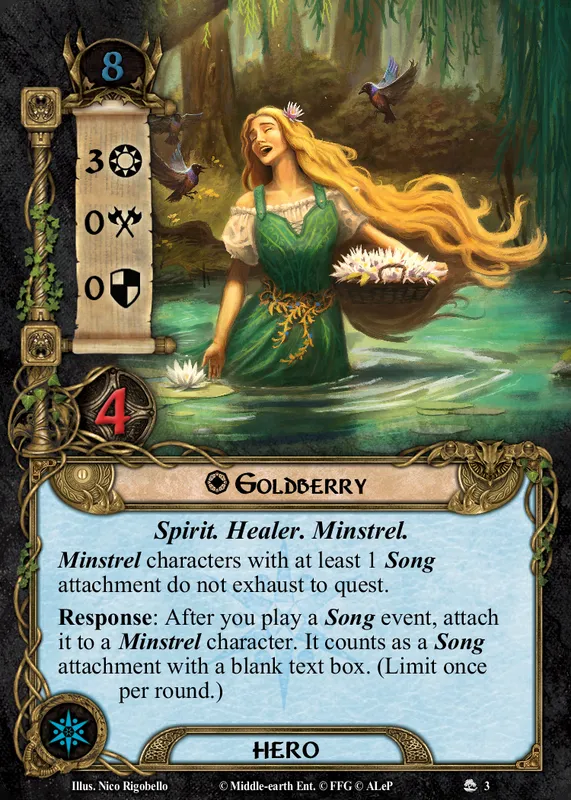 8
3
0
0
4
GOLDBERRY
Spirit. Healer. Minstrel.
Minstrel characters with at least 1 Song
attachment do not exhaust to quest.
Response: After you play a Song event, attach
it to a Minstrel character. It counts as a Song
attachment with a blank text box. (Limit once
per round.)
HERO
Illus. Nico Rigobello © Middle-earth Ent. © FFG © ALeP 3